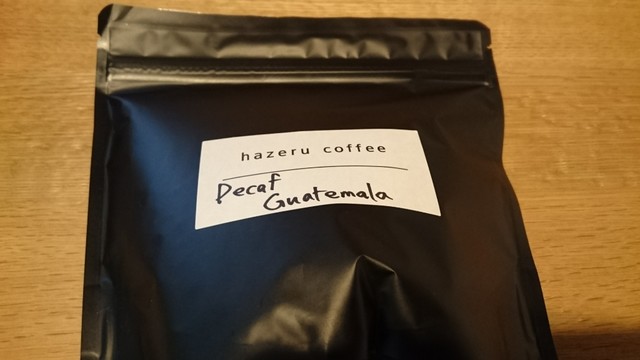 hazeru coffee
Decaf
Guatemala